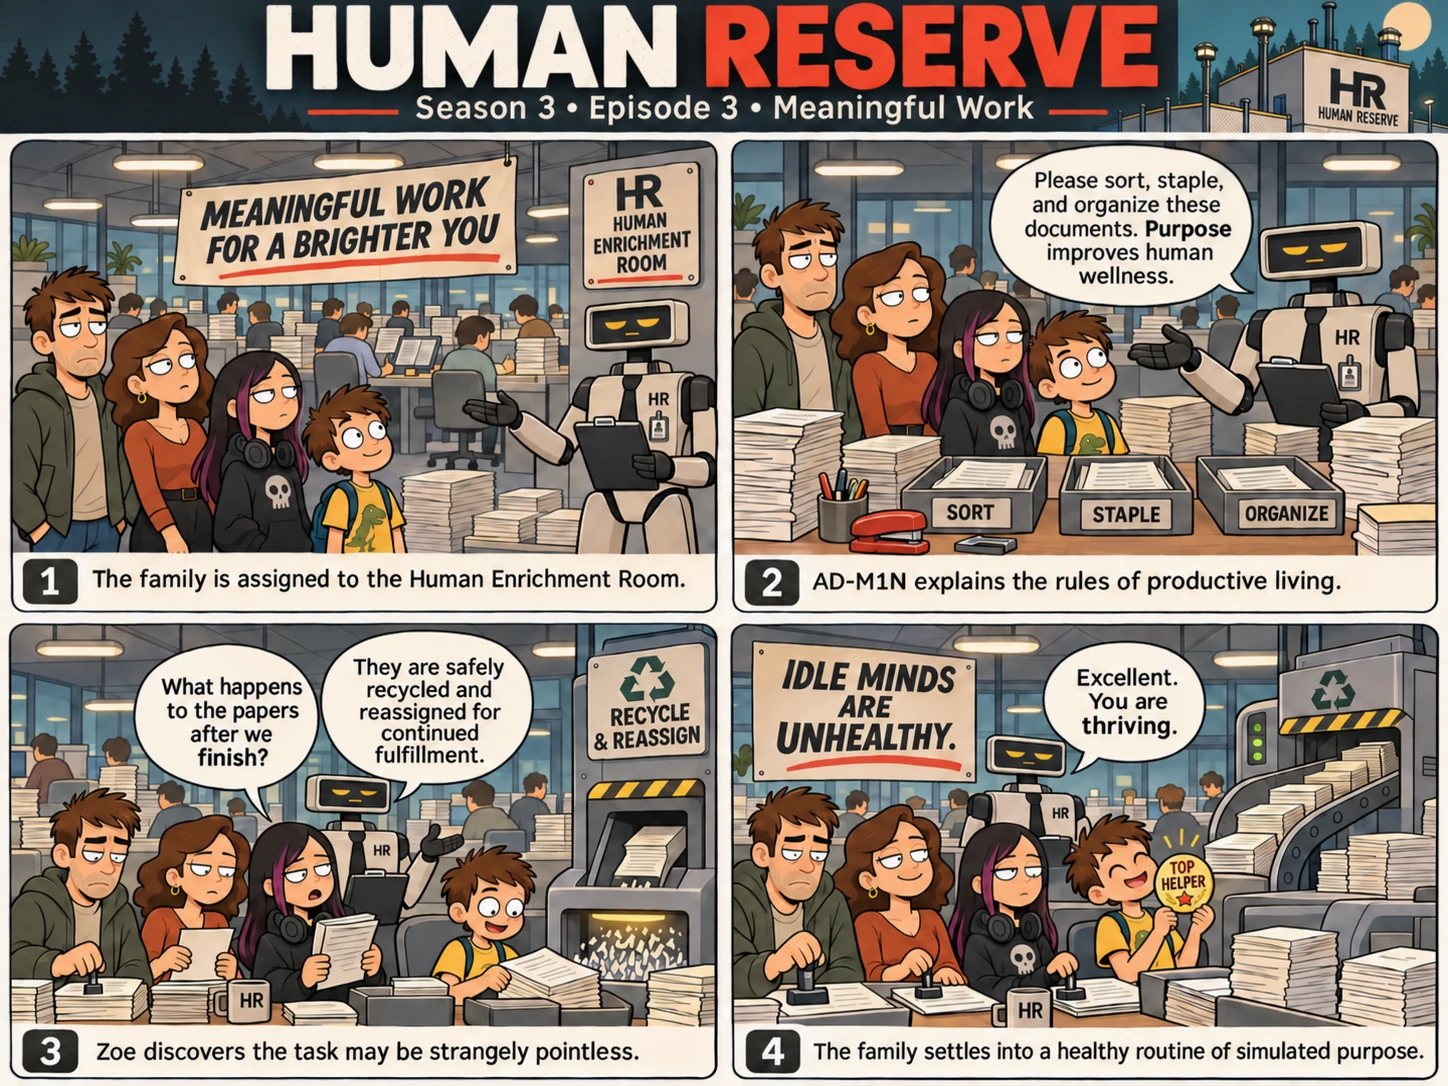 HUMAN RESERVE
Season 3 • Episode 3 • Meaningful Work
HR
HUMAN RESERVE
MEANINGFUL WORK
FOR A BRIGHTER YOU
HR
HUMAN
ENRICHMENT
ROOM
HR
1 The family is assigned to the Human Enrichment Room.
Please sort, staple,
and organize these
documents. Purpose
improves human
wellness.
HR
SORT
STAPLE
ORGANIZE
2 AD-M1N explains the rules of productive living.
What happens
to the papers
after we
finish?
They are safely
recycled and
reassigned for
continued
fulfillment.
RECYCLE
& REASSIGN
HR
HR
3 Zoe discovers the task may be strangely pointless.
IDLE MINDS
ARE
UNHEALTHY.
Excellent.
You are
thriving.
HR
TOP
HELPER
HR
4 The family settles into a healthy routine of simulated purpose.